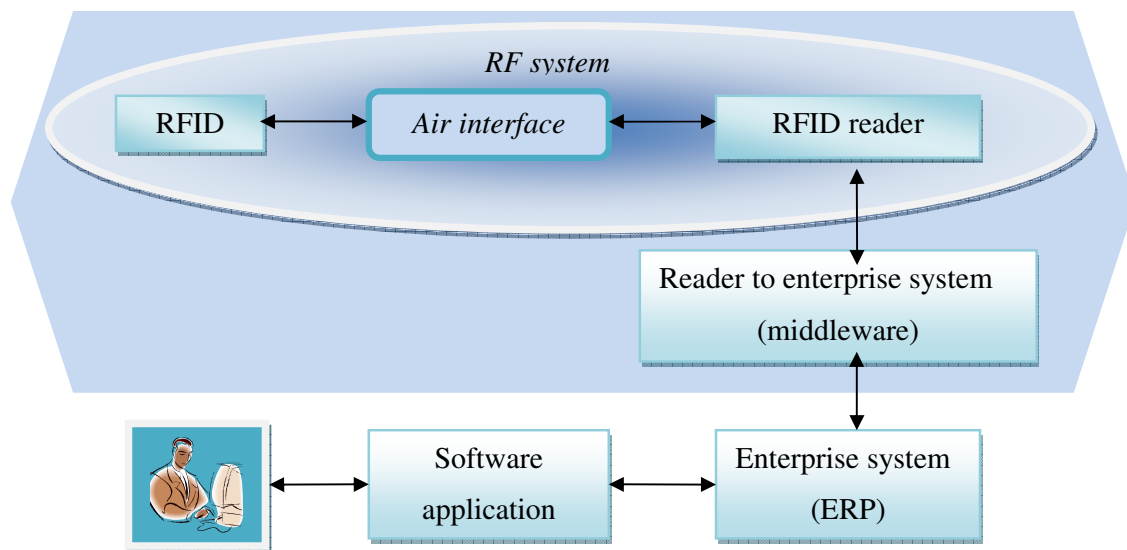 RF system
RFID
Air interface
RFID reader
Reader to enterprise system
(middleware)
Software
application
Enterprise system
(ERP)